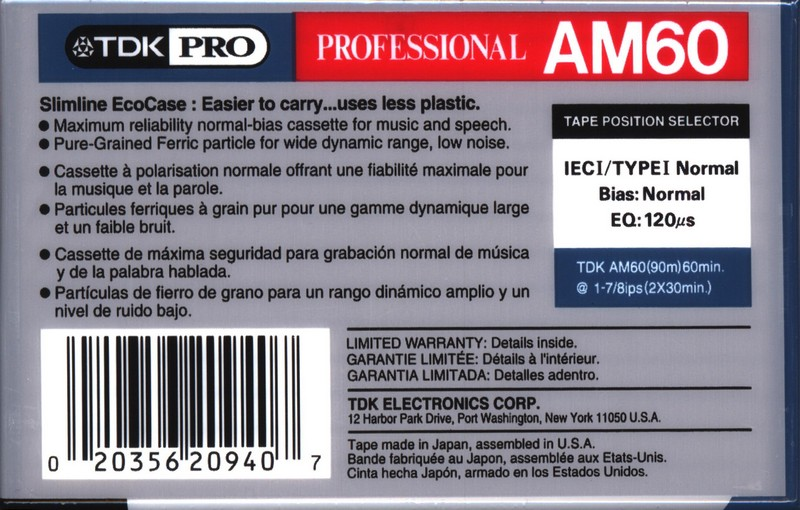 TDK PRO PROFESSIONAL AM60
Slimline EcoCase : Easier to carry...uses less plastic.
● Maximum reliability normal-bias cassette for music and speech.
● Pure-Grained Ferric particle for wide dynamic range, low noise.
● Cassette à polarisation normale offrant une fiabilité maximale pour
la musique et la parole.
● Particules ferriques à grain pur pour une gamme dynamique large
et un faible bruit.
● Cassette de máxima seguridad para grabación normal de música
y de la palabra hablada.
● Partículas de fierro de grano para un rango dinámico amplio y un
nivel de ruido bajo.
TAPE POSITION SELECTOR
IECI/TYPEI Normal
Bias: Normal
EQ: 120µs
TDK AM60(90m)60min.
@ 1-7/8ips(2X30min.)
0 20356 20940 7
LIMITED WARRANTY: Details inside.
GARANTIE LIMITÉE: Détails à l'intérieur.
GARANTIA LIMITADA: Detalles adentro.
TDK ELECTRONICS CORP.
12 Harbor Park Drive, Port Washington, New York 11050 U.S.A.
Tape made in Japan, assembled in U.S.A.
Bande fabriquée au Japon, assemblée aux Etats-Unis.
Cinta hecha Japón, armado en los Estados Unidos.